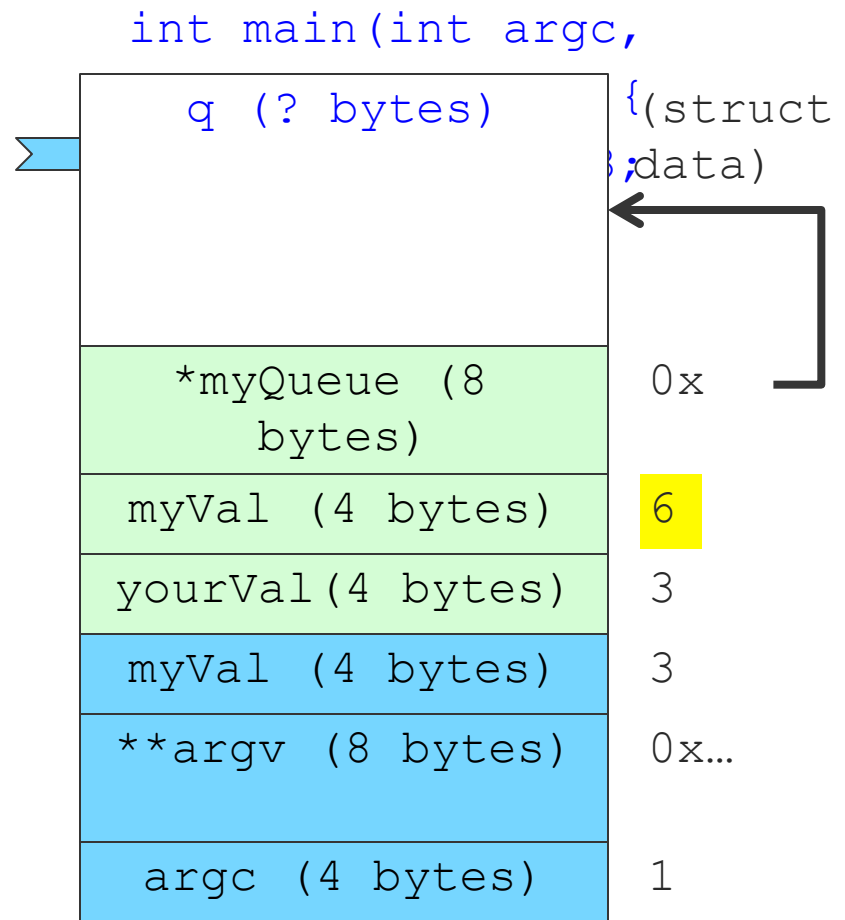 int main(int argc,
q (? bytes) { (struct
; data)
*myQueue (8 0x
bytes)
myVal (4 bytes) 6
yourVal(4 bytes) 3
myVal (4 bytes) 3
**argv (8 bytes) 0x…
argc (4 bytes) 1